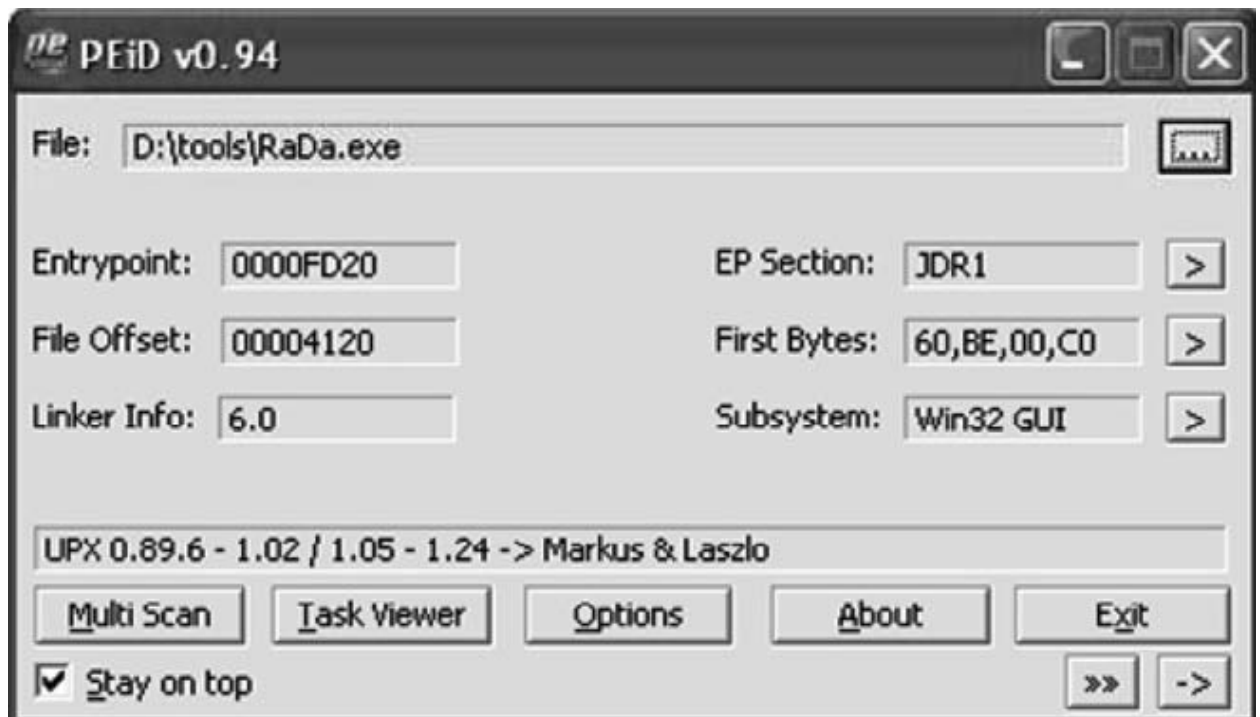 PEiD v0.94
File: D:\tools\RaDa.exe ...
Entrypoint: 0000FD20 EP Section: JDR1 >
File Offset: 00004120 First Bytes: 60,BE,00,C0 >
Linker Info: 6.0 Subsystem: Win32 GUI >
UPX 0.89.6 - 1.02 / 1.05 - 1.24 -> Markus & Laszlo
Multi Scan Task Viewer Options About Exit
Stay on top »» ->